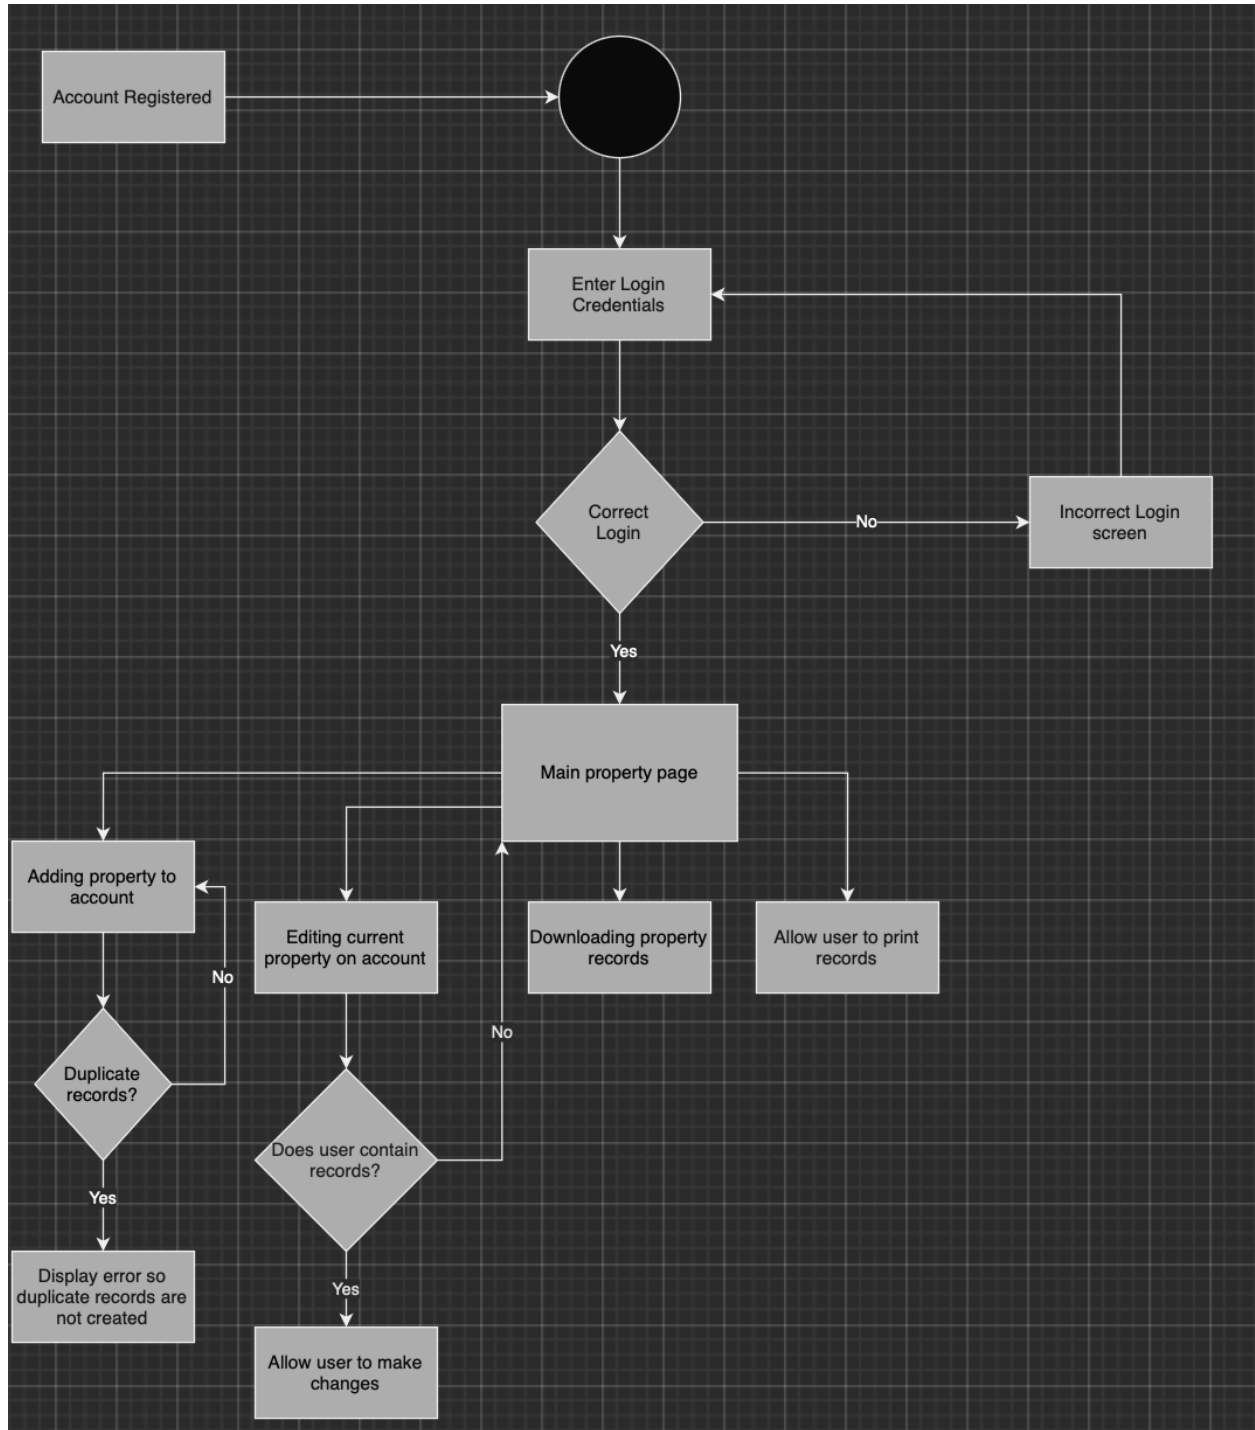 Account Registered
Enter Login
Credentials
Correct
Login
No
Incorrect Login
screen
Yes
Main property page
Adding property to
account
Editing current
property on account
Downloading property
records
Allow user to print
records
No
No
Duplicate
records?
Does user contain
records?
Yes
Display error so
duplicate records are
not created
Yes
Allow user to make
changes